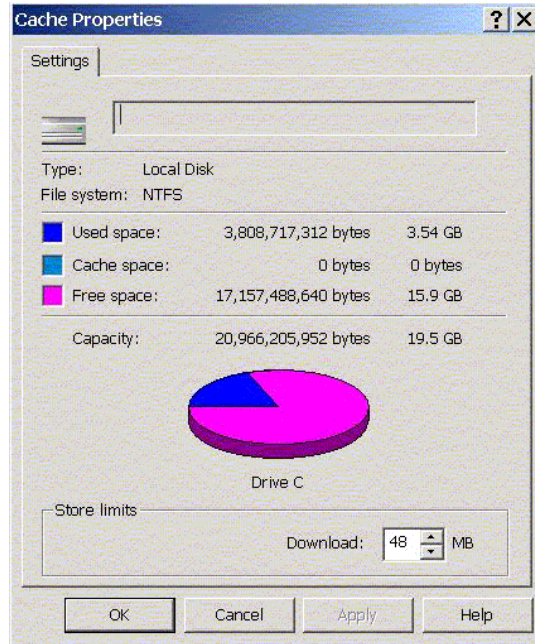 Cache Properties
Settings
Type: Local Disk
File system: NTFS
Used space: 3,808,717,312 bytes 3.54 GB
Cache space: 0 bytes 0 bytes
Free space: 17,157,488,640 bytes 15.9 GB
Capacity: 20,966,205,952 bytes 19.5 GB
Drive C
Store limits
Download: 48 MB
OK Cancel Apply Help